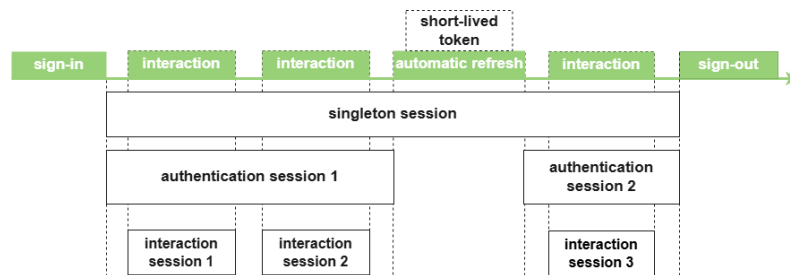 short-lived
token
sign-in
interaction
interaction
automatic refresh
interaction
sign-out
singleton session
authentication session 1
authentication
session 2
interaction
session 1
interaction
session 2
interaction
session 3